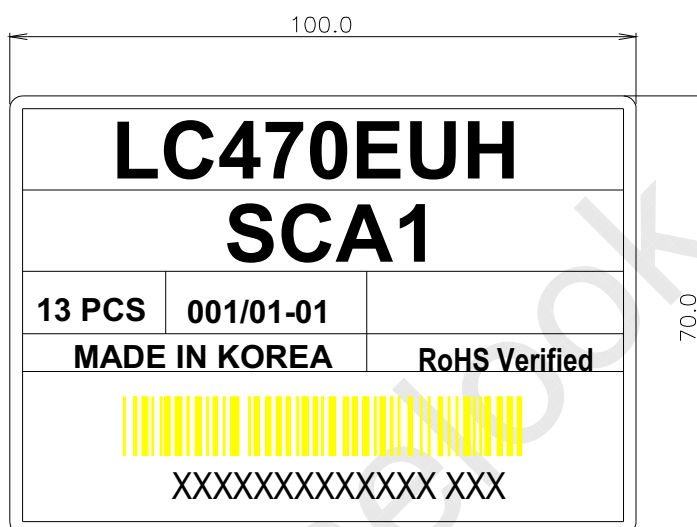 100.0
LC470EUH
SCA1
70.0
13 PCS 001/01-01
MADE IN KOREA RoHS Verified
XXXXXXXXXXXXX XXX